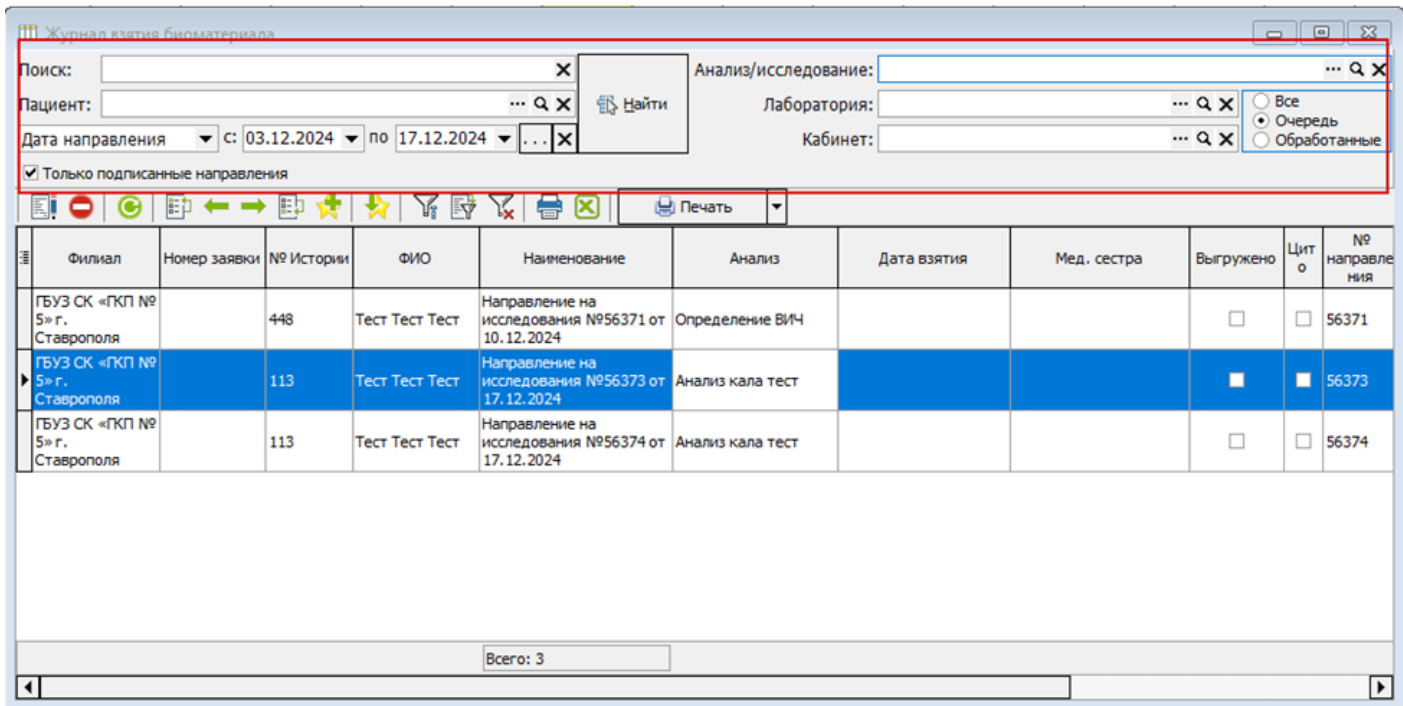 Журнал взятия биоматериала
Поиск:
Анализ/исследование:
Пациент:
Найти
Лаборатория:
Все
Очередь
Обработанные
Дата направления с: 03.12.2024 по 17.12.2024 ...
Кабинет:
Только подписанные направления
Печать
Филиал
Номер заявки
№ Истории
ФИО
Наименование
Анализ
Дата взятия
Мед. сестра
Выгружено
Цит
о
№
направле
ния
ГБУЗ СК «ГКП №
5» г.
Ставрополя
448
Тест Тест Тест
Направление на
исследования №56371 от
10.12.2024
Определение ВИЧ
56371
ГБУЗ СК «ГКП №
5» г.
Ставрополя
113
Тест Тест Тест
Направление на
исследования №56373 от
17.12.2024
Анализ кала тест
56373
ГБУЗ СК «ГКП №
5» г.
Ставрополя
113
Тест Тест Тест
Направление на
исследования №56374 от
17.12.2024
Анализ кала тест
56374
Всего: 3